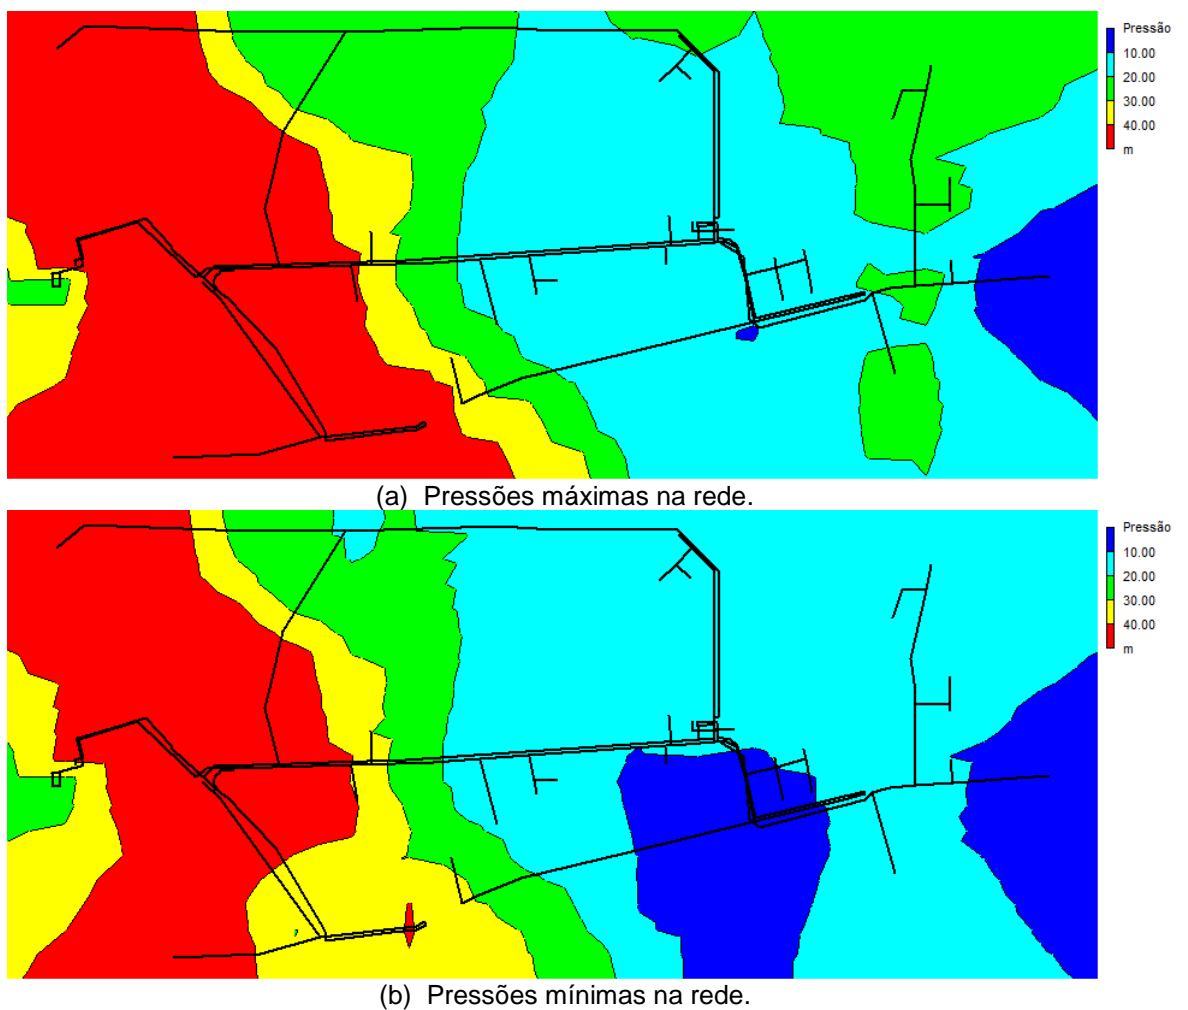 Pressão
10.00
20.00
30.00
40.00
m
(a) Pressões máximas na rede.
Pressão
10.00
20.00
30.00
40.00
m
(b) Pressões mínimas na rede.